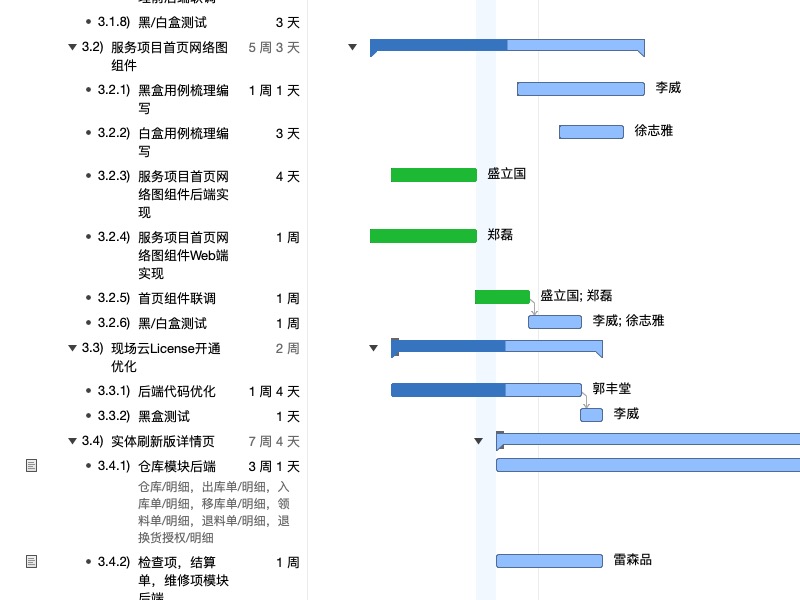 3.1.8) 黑/白盒测试 3 天
3.2) 服务项目首页网络图 5 周 3 天
组件
3.2.1) 黑盒用例梳理编 1 周 1 天 李威
写
3.2.2) 白盒用例梳理编 3 天 徐志雅
写
3.2.3) 服务项目首页网 4 天 盛立国
络图组件后端实
现
3.2.4) 服务项目首页网 1 周 郑磊
络图组件Web端
实现
3.2.5) 首页组件联调 1 周 盛立国; 郑磊
3.2.6) 黑/白盒测试 1 周 李威; 徐志雅
3.3) 现场云License开通 2 周
优化
3.3.1) 后端代码优化 1 周 4 天 郭丰堂
3.3.2) 黑盒测试 1 天 李威
3.4) 实体刷新版详情页 7 周 4 天
3.4.1) 仓库模块后端 3 周 1 天
仓库/明细，出库单/明细，入
库单/明细，移库单/明细，领
料单/明细，退料单/明细，退
换货授权/明细
3.4.2) 检查项，结算 1 周 雷森品
单，维修项模块
后端